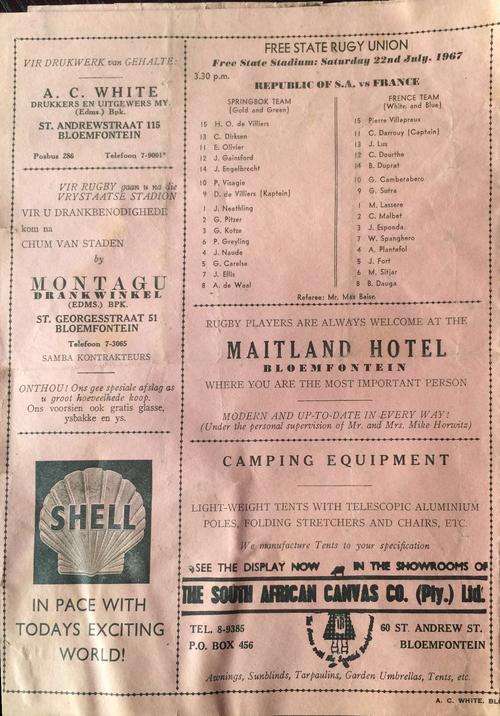 VIR DRUKWERK van GEHALTE:
A. C. WHITE
DRUKKERS EN UITGEWERS MY.
(Edms.) Bpk.
ST. ANDREWSTRAAT 115
BLOEMFONTEIN
Posbus 286 Telefoon 7-9001*
VIR RUGBY gaan u na die
VRYSTAATSE STADION
VIR U DRANKBENODIGHEDE
kom na
CHUM VAN STADEN
by
MONTAGU
DRANKWINKEL
(EDMS.) BPK.
ST. GEORGESSTRAAT 51
BLOEMFONTEIN
Telefoon 7-3065
SAMBA KONTRAKTEURS
ONTHOU! Ons gee spesiale afslag as
u groot hoeveelhede koop.
Ons voorsien ook gratis glasse,
ysbakke en ys.
SHELL
IN PACE WITH
TODAYS EXCITING
WORLD!
FREE STATE RUGY UNION
Free State Stadium: Saturday 22nd July, 1967
3.30 p.m.
REPUBLIC OF S.A. vs FRANCE
SPRINGBOK TEAM
(Gold and Green)
15 H. O. de Villiers
13 C. Dirksen
11 E. Olivier
12 J. Gainsford
14 J. Engelbrecht
10 P. Visagie
9 D. de Villiers (Kaptein)
1 J. Neethling
2 G. Pitzer
3 G. Kotze
6 P. Greyling
4 J. Naude
5 G. Carelse
7 J. Ellis
8 A. de Waal
FRENCE TEAM
(White and Blue)
15 Pierre Villepraux
11 C. Darrouy (Captein)
13 J. Lux
12 C. Dourthe
14 B. Duprat
10 G. Camberabero
9 G. Sutra
1 M. Lassere
2 C. Malbet
3 J. Esponda
7 W. Spanghero
4 A. Plantefol
5 J. Fort
6 M. Sitjar
8 B. Dauga
Referee: Mr. Max Baise.
RUGBY PLAYERS ARE ALWAYS WELCOME AT THE
MAITLAND HOTEL
BLOEMFONTEIN
WHERE YOU ARE THE MOST IMPORTANT PERSON
MODERN AND UP-TO-DATE IN EVERY WAY!
(Under the personal supervision of Mr. and Mrs. Mike Horwitz)
CAMPING EQUIPMENT
LIGHT-WEIGHT TENTS WITH TELESCOPIC ALUMINIUM
POLES, FOLDING STRETCHERS AND CHAIRS, ETC.
We manufacture Tents to your specification
SEE THE DISPLAY NOW IN THE SHOWROOMS OF
THE SOUTH AFRICAN CANVAS CO. (Pty.) Ltd.
TEL. 8-9385
P.O. BOX 456
60 ST. ANDREW ST.
BLOEMFONTEIN
Awnings, Sunblinds, Tarpaulins, Garden Umbrellas, Tents, etc.
A. C. WHITE,